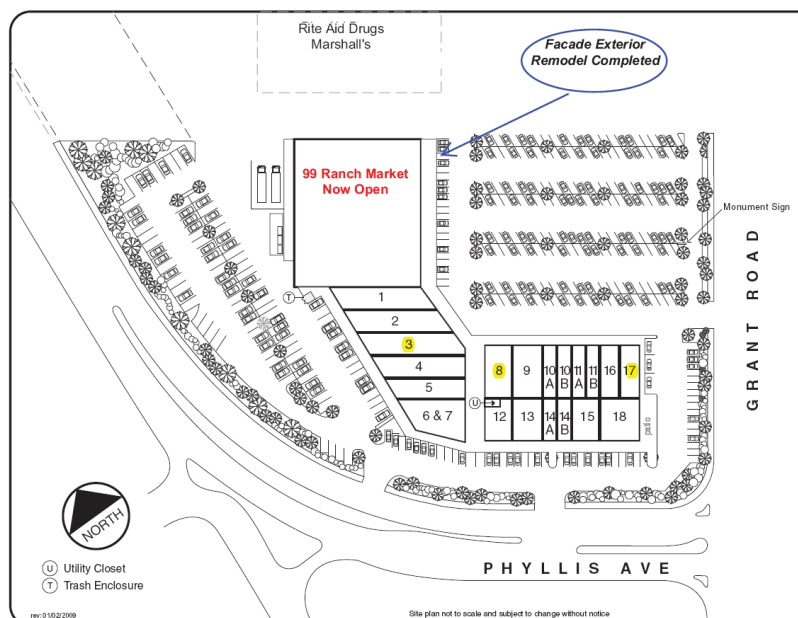 Rite Aid Drugs
Marshall's
Facade Exterior
Remodel Completed
99 Ranch Market
Now Open
Monument Sign
GRANT ROAD
T
1
2
3
4
5
6 & 7
8
9
10 A
10 B
11 A
11 B
16
17
U
12
13
14 A
14 B
15
18
patio
NORTH
PHYLLIS AVE
U Utility Closet
T Trash Enclosure
rev: 01/02/2009
Site plan not to scale and subject to change without notice